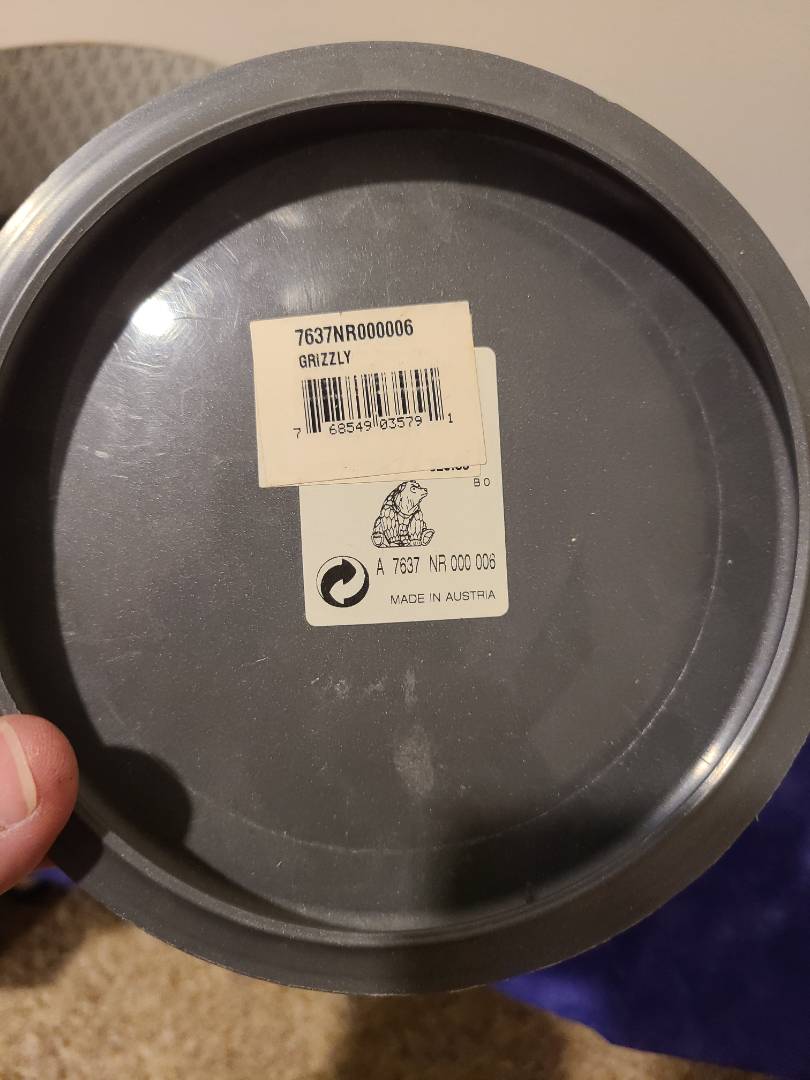 7637NR000006
GRIZZLY
7 68549 03579 1
B O
A 7637 NR 000 006
MADE IN AUSTRIA